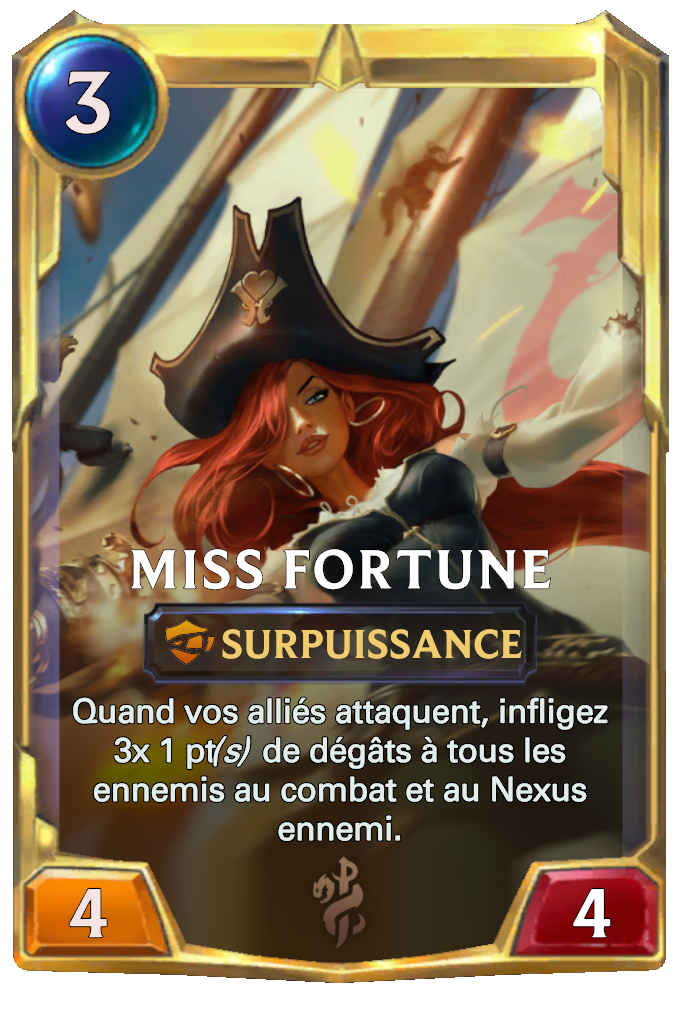 3
MISS FORTUNE
SURPUISSANCE
Quand vos alliés attaquent, infligez
3x 1 pt(s) de dégâts à tous les
ennemis au combat et au Nexus
ennemi.
4
4